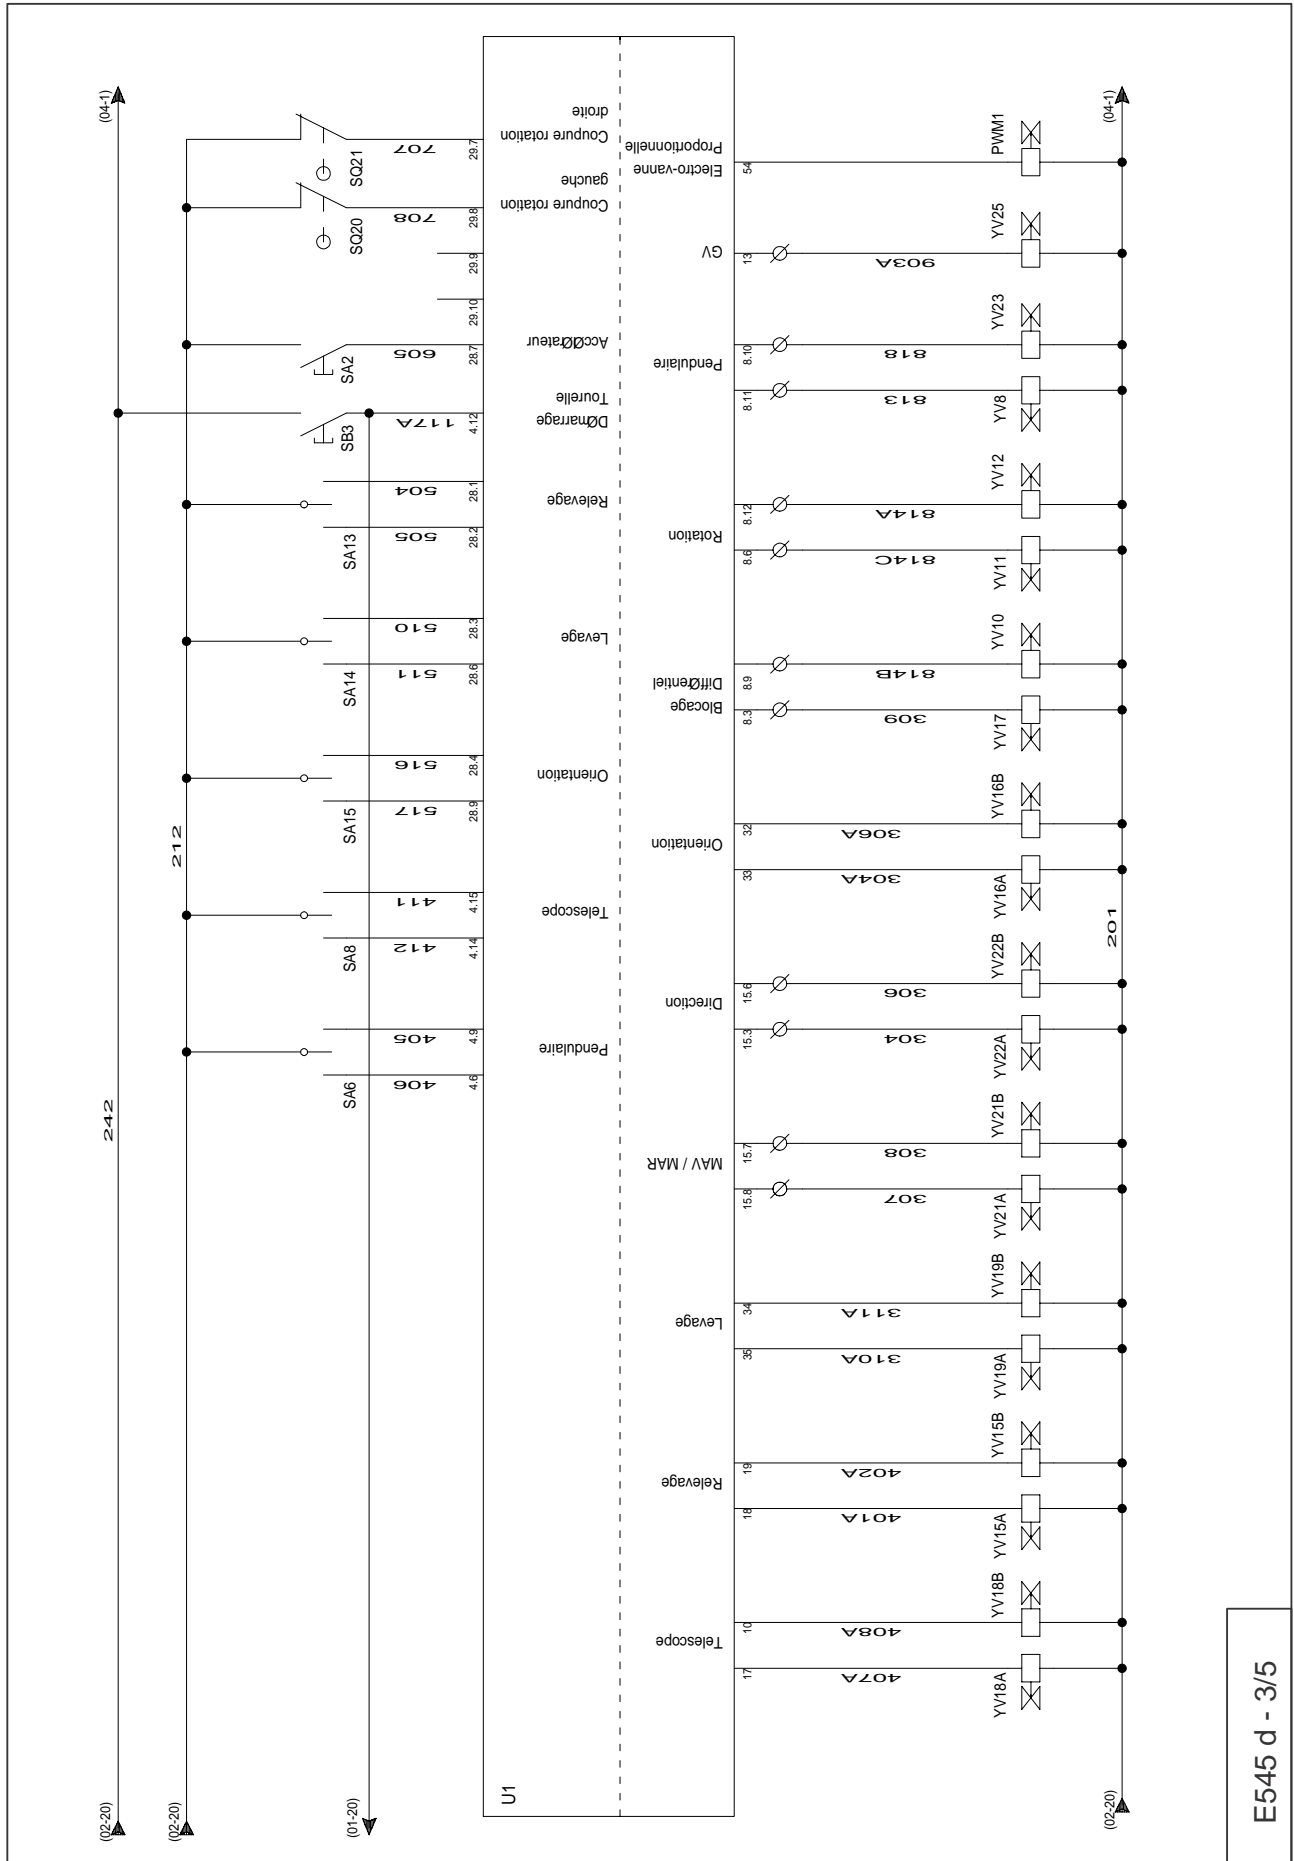 (04-1)
242
(02-20)
212
(02-20)
(01-20)
SQ21
707
29.7
Coupure rotation
droite
SQ20
708
29.8
Coupure rotation
gauche
29.9
29.10
SA2
605
28.7
AccØØrateur
SB3
117A
4.12
DØmarrage
Tourelle
504
28.1
Relevage
SA13
505
28.2
510
28.3
Levage
SA14
511
28.6
516
28.4
Orientation
SA15
517
28.9
411
4.15
Telescope
SA8
412
4.14
405
4.9
Pendulaire
SA6
406
4.6
U1
Electro-vanne
Proportionnelle
54
PWM1
GV
13
903A
YV25
Pendulaire
8.10
818
YV23
8.11
813
YV8
Rotation
8.12
814A
YV12
8.6
814C
YV11
8.9
814B
YV10
Blocage
DiffØrentiel
8.3
309
YV17
Orientation
32
306A
YV16B
33
304A
YV16A
Direction
15.6
306
YV22B
15.3
304
YV22A
MAV / MAR
15.7
308
YV21B
15.8
307
YV21A
Levage
34
311A
YV19B
35
310A
YV19A
Relevage
19
402A
YV15B
18
401A
YV15A
Telescope
10
408A
YV18B
17
407A
YV18A
(04-1)
201
(02-20)
E545 d - 3/5